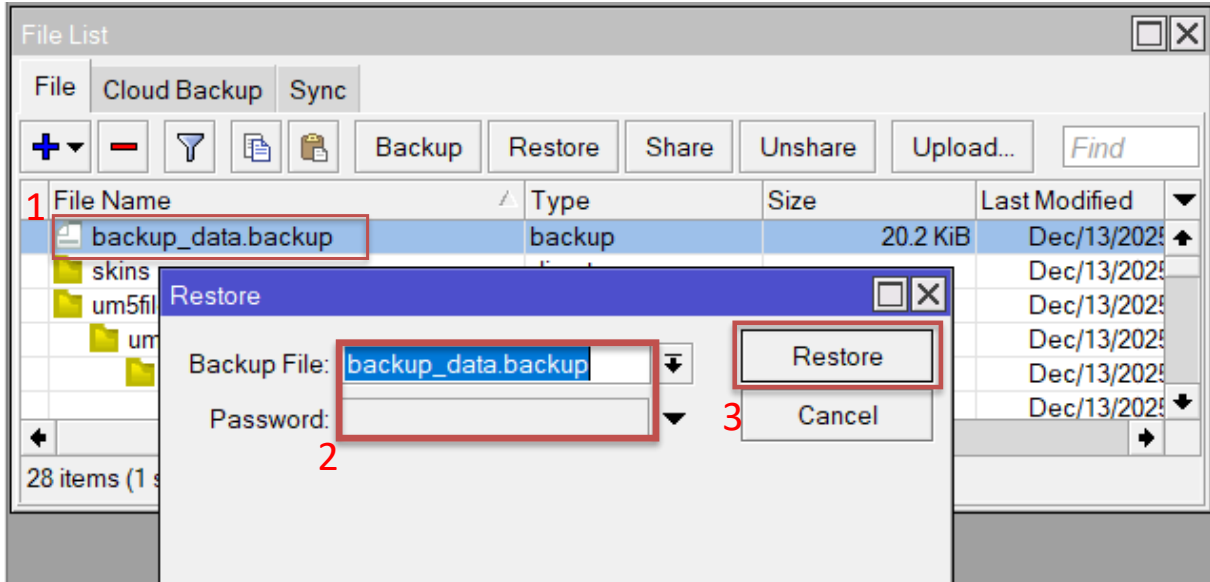 File List
File Cloud Backup Sync
Backup Restore Share Unshare Upload... Find
1 File Name Type Size Last Modified
backup_data.backup backup 20.2 KiB Dec/13/2025
skins Dec/13/2025
Restore
um5fil Dec/13/2025
um Dec/13/2025
Backup File: backup_data.backup Restore
Dec/13/2025
Password: 3 Cancel Dec/13/2025
2
28 items (1 s